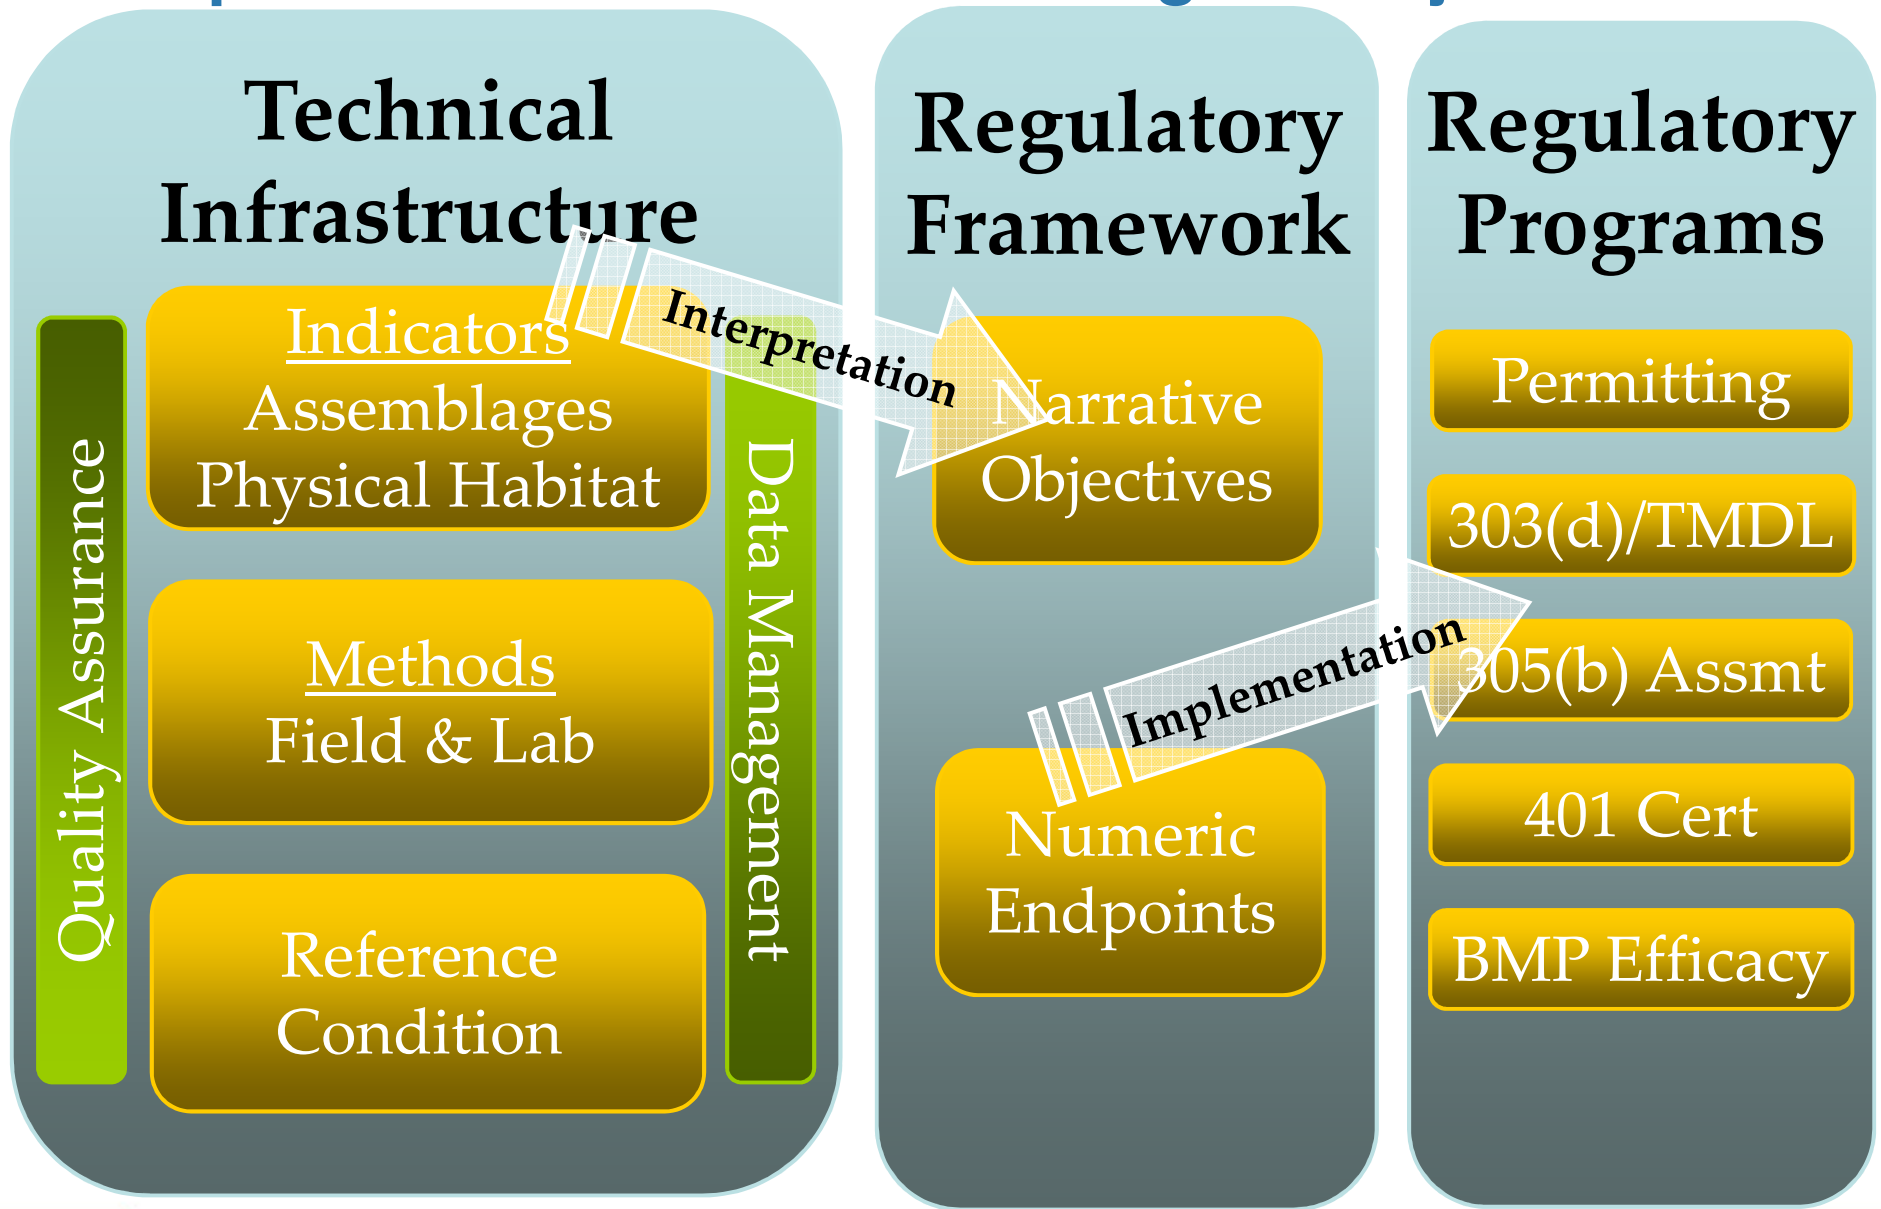 Technical
Infrastructure
Quality Assurance
Indicators
Assemblages
Physical Habitat
Methods
Field & Lab
Reference
Condition
Data Management
Interpretation
Regulatory
Framework
Narrative
Objectives
Numeric
Endpoints
Implementation
Regulatory
Programs
Permitting
303(d)/TMDL
305(b) Assmt
401 Cert
BMP Efficacy